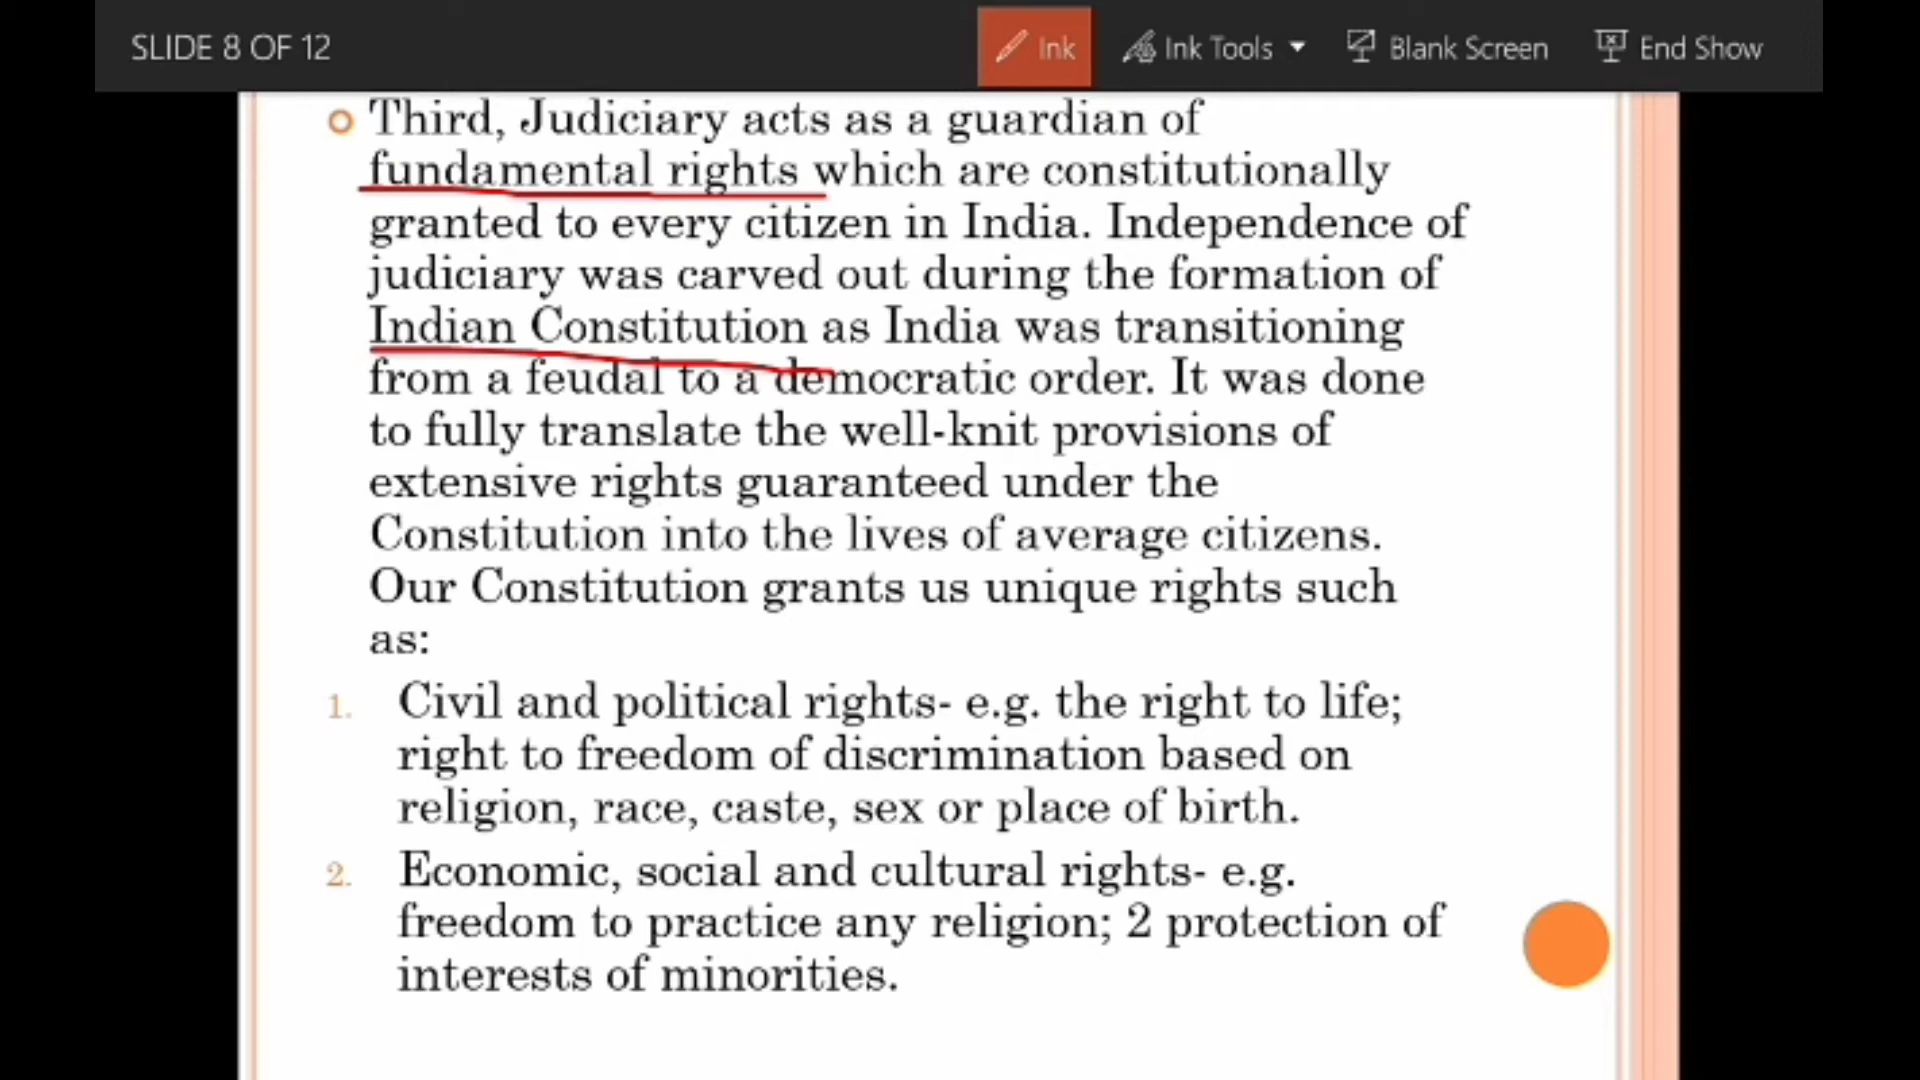 SLIDE 8 OF 12
Ink
Ink Tools
Blank Screen
End Show
Third, Judiciary acts as a guardian of
fundamental rights which are constitutionally
granted to every citizen in India. Independence of
judiciary was carved out during the formation of
Indian Constitution as India was transitioning
from a feudal to a democratic order. It was done
to fully translate the well-knit provisions of
extensive rights guaranteed under the
Constitution into the lives of average citizens.
Our Constitution grants us unique rights such
as:
1. Civil and political rights- e.g. the right to life;
right to freedom of discrimination based on
religion, race, caste, sex or place of birth.
2. Economic, social and cultural rights- e.g.
freedom to practice any religion; 2 protection of
interests of minorities.